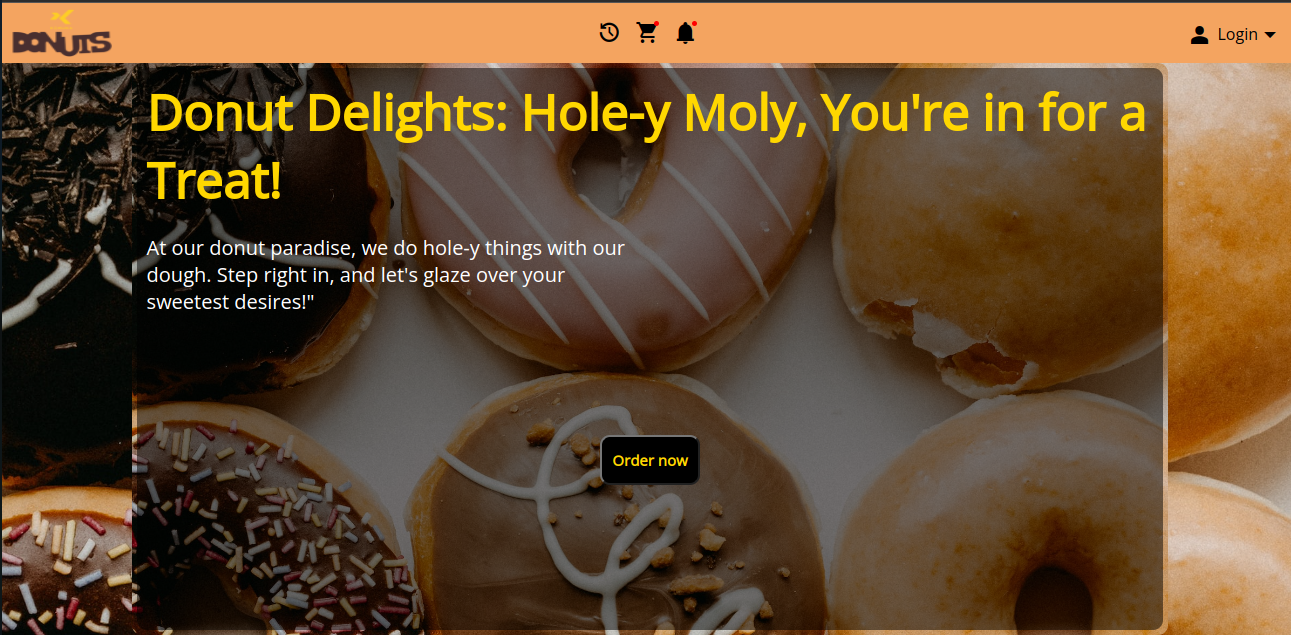 DONUTS
Login
Donut Delights: Hole-y Moly, You're in for a
Treat!
At our donut paradise, we do hole-y things with our
dough. Step right in, and let's glaze over your
sweetest desires!"
Order now